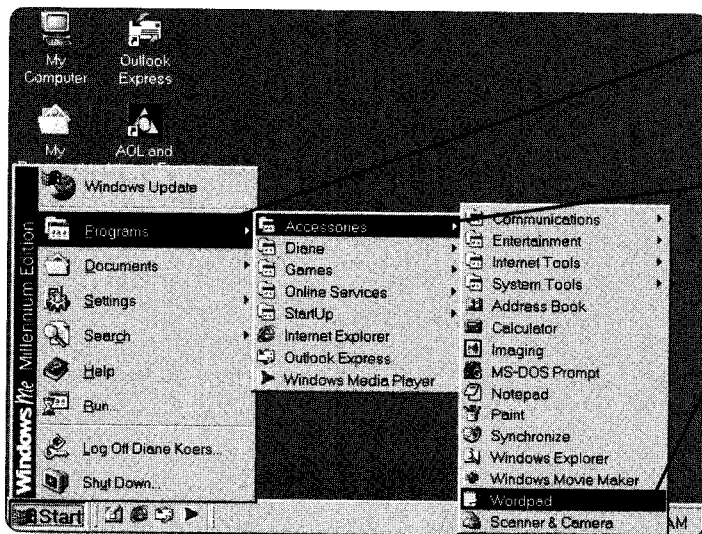 My Computer
Outlook Express
My
AOL and
Windows Update
Programs
Documents
Settings
Search
Help
Run...
Log Off Diane Koers...
Shut Down...
Windows Me Millennium Edition
Start
Accessories
Diane
Games
Online Services
StartUp
Internet Explorer
Outlook Express
Windows Media Player
Communications
Entertainment
Internet Tools
System Tools
Address Book
Calculator
Imaging
MS-DOS Prompt
Notepad
Paint
Synchronize
Windows Explorer
Windows Movie Maker
Wordpad
Scanner & Camera
AM